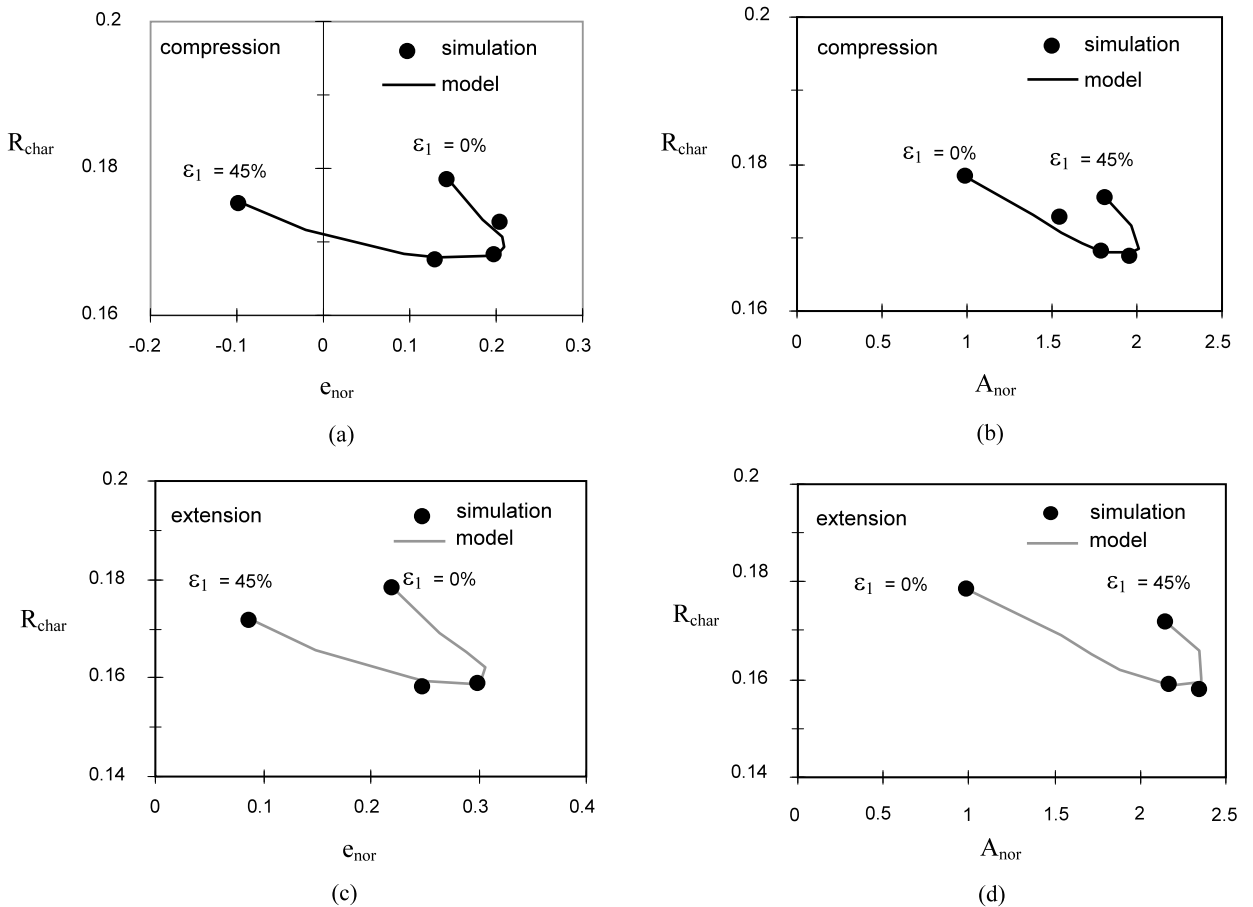 0.2
compression
simulation
model
R_char
0.18
ε₁ = 45%
ε₁ = 0%
0.16
-0.2 -0.1 0 0.1 0.2 0.3
e_nor
(a)
0.2
compression
simulation
model
R_char
0.18
ε₁ = 0%
ε₁ = 45%
0.16
0 0.5 1 1.5 2 2.5
A_nor
(b)
0.2
extension
simulation
model
0.18
ε₁ = 45%
ε₁ = 0%
R_char
0.16
0.14
0 0.1 0.2 0.3 0.4
e_nor
(c)
0.2
extension
simulation
model
0.18
ε₁ = 0%
ε₁ = 45%
R_char
0.16
0.14
0 0.5 1 1.5 2 2.5
A_nor
(d)